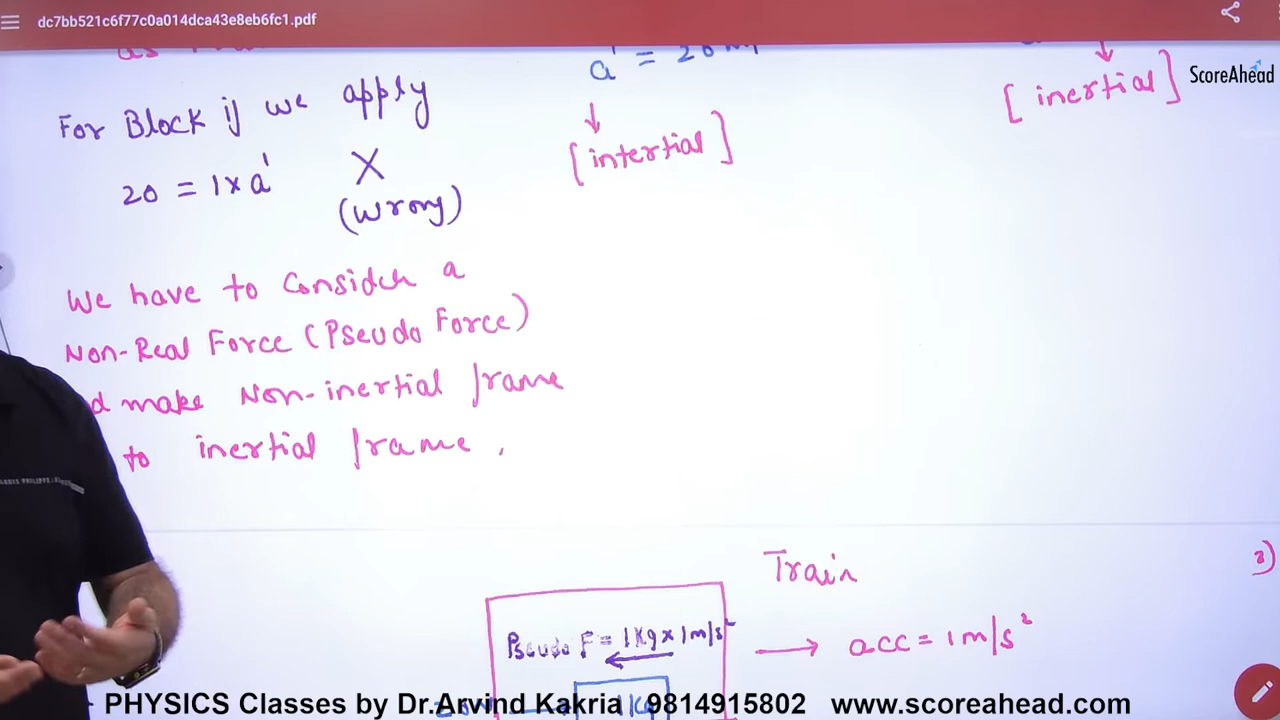 dc7bb521c6f77c0a014dca43e8eb6fc1.pdf
ScoreAhead
For Block if we apply
20 = 1 x a' X
(wrong)
a' = 20
↓
[intertial]
↓
[inertial]
We have to consider a
Non-Real Force (Pseudo Force)
d make Non-inertial frame
to inertial frame.
Train
2)
Pseudo F = 1Kg x 1m/s²
→ acc = 1m/s²
1Kg
PHYSICS Classes by Dr.Arvind Kakria 9814915802 www.scoreahead.com